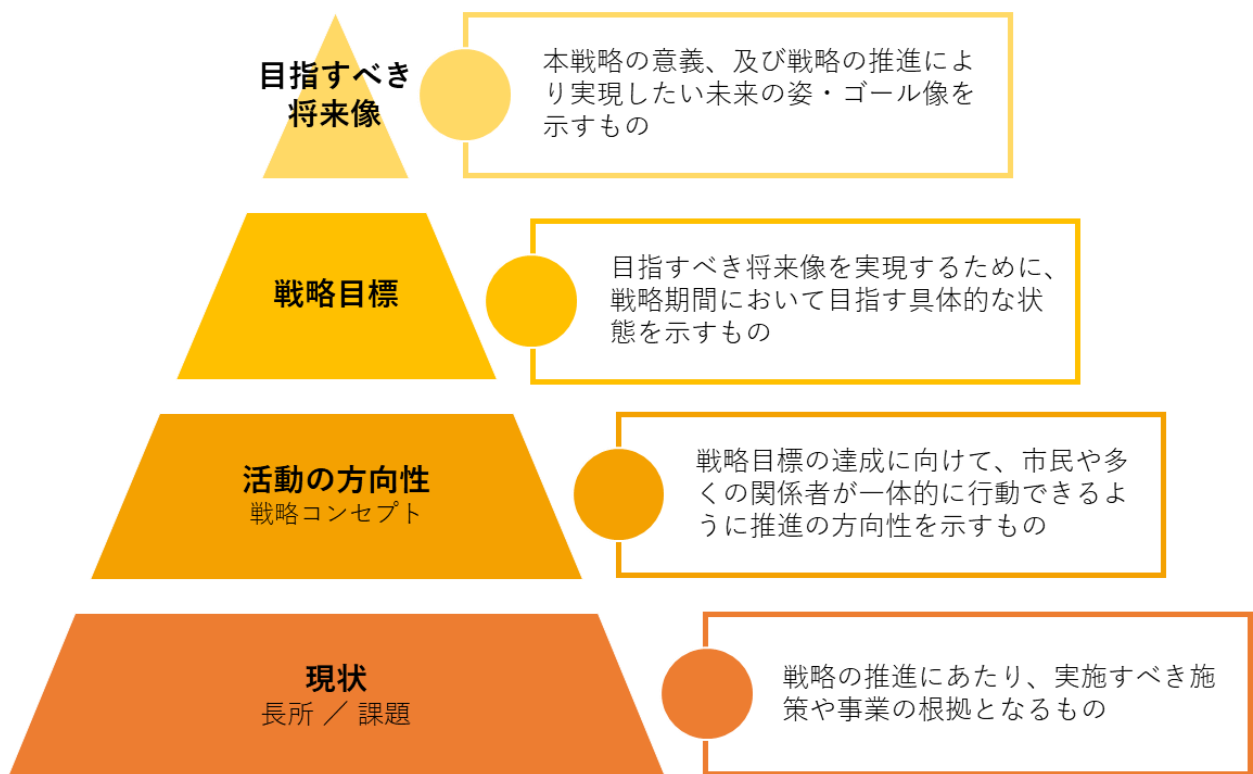 目指すべき
将来像
本戦略の意義、及び戦略の推進によ
り実現したい未来の姿・ゴール像を
示すもの
戦略目標
目指すべき将来像を実現するために、
戦略期間において目指す具体的な状
態を示すもの
活動の方向性
戦略コンセプト
戦略目標の達成に向けて、市民や多
くの関係者が一体的に行動できるよ
うに推進の方向性を示すもの
現状
長所 ／ 課題
戦略の推進にあたり、実施すべき施
策や事業の根拠となるもの